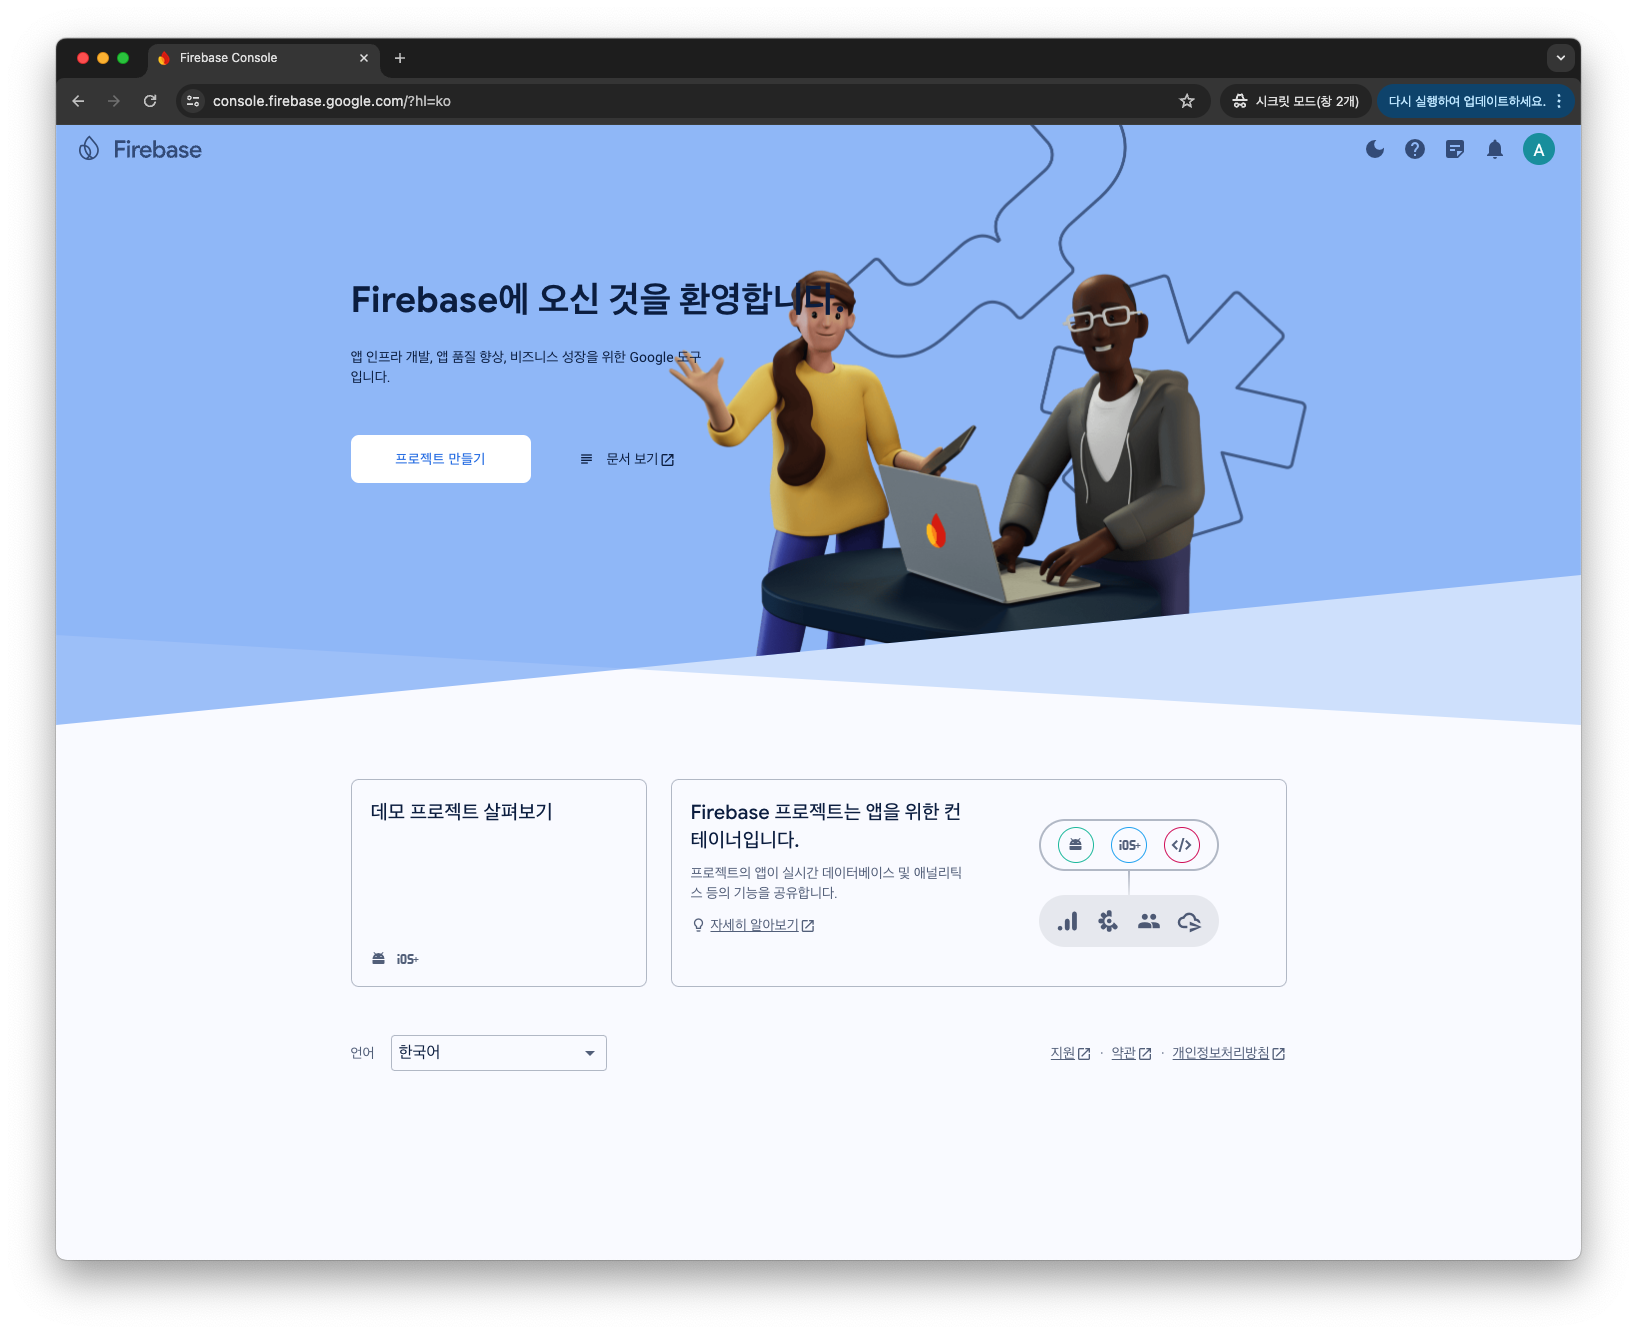 Firebase Console
console.firebase.google.com/?hl=ko
시크릿 모드(창 2개)
다시 실행하여 업데이트하세요.
Firebase
A
Firebase에 오신 것을 환영합니다.
앱 인프라 개발, 앱 품질 향상, 비즈니스 성장을 위한 Google 도구
입니다.
프로젝트 만들기
문서 보기
데모 프로젝트 살펴보기
iOS+
Firebase 프로젝트는 앱을 위한 컨
테이너입니다.
프로젝트의 앱이 실시간 데이터베이스 및 애널리틱
스 등의 기능을 공유합니다.
자세히 알아보기
iOS+
언어
한국어
지원 · 약관 · 개인정보처리방침